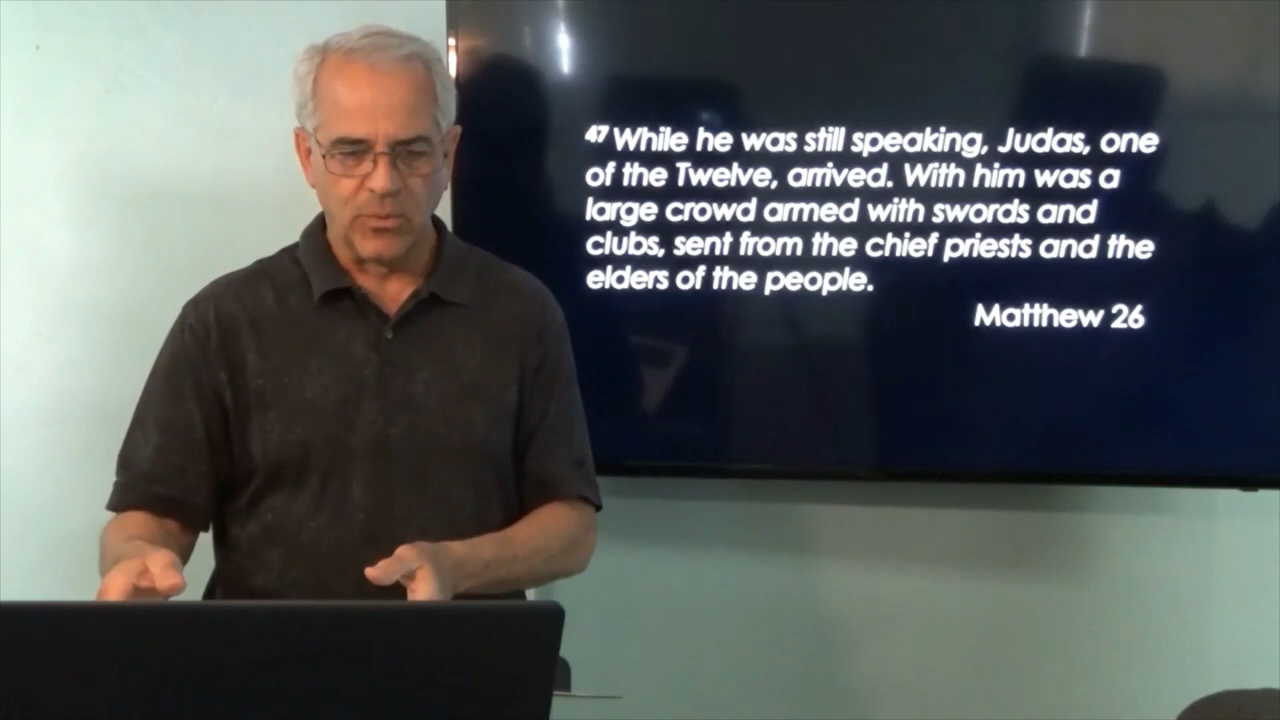 47 While he was still speaking, Judas, one
of the Twelve, arrived. With him was a
large crowd armed with swords and
clubs, sent from the chief priests and the
elders of the people.
Matthew 26